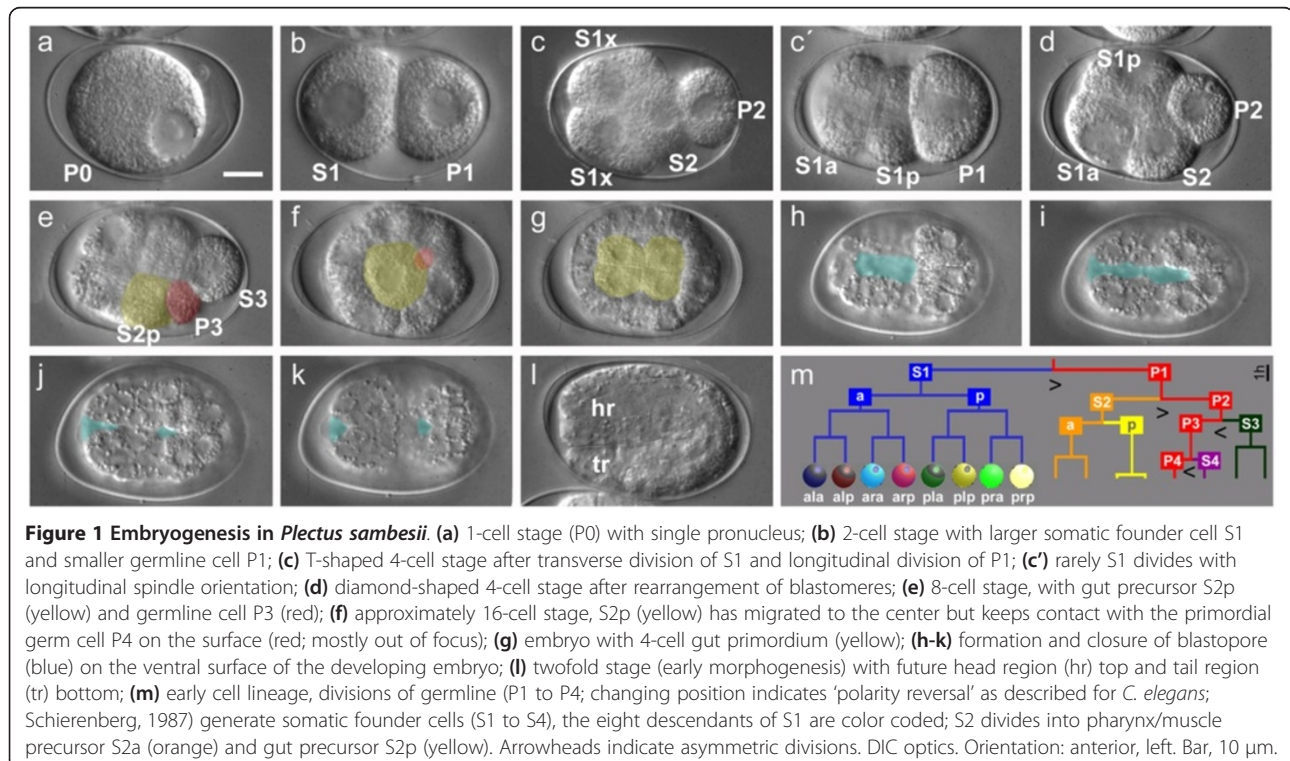 a
P0
b
S1 P1
c
S1x
P2
S2
S1x
c´
S1a S1p P1
d
S1p
P2
S1a S2
e
S3
P3
S2p
f
g
h
i
j
k
l
hr
tr
m
S1 P1
1h
>
a p S2 P2
>
P3 S3
a p <
P4 S4
<
ala alp ara arp pla plp pra prp
Figure 1 Embryogenesis in Plectus sambesii. (a) 1-cell stage (P0) with single pronucleus; (b) 2-cell stage with larger somatic founder cell S1
and smaller germline cell P1; (c) T-shaped 4-cell stage after transverse division of S1 and longitudinal division of P1; (c’) rarely S1 divides with
longitudinal spindle orientation; (d) diamond-shaped 4-cell stage after rearrangement of blastomeres; (e) 8-cell stage, with gut precursor S2p
(yellow) and germline cell P3 (red); (f) approximately 16-cell stage, S2p (yellow) has migrated to the center but keeps contact with the primordial
germ cell P4 on the surface (red; mostly out of focus); (g) embryo with 4-cell gut primordium (yellow); (h-k) formation and closure of blastopore
(blue) on the ventral surface of the developing embryo; (l) twofold stage (early morphogenesis) with future head region (hr) top and tail region
(tr) bottom; (m) early cell lineage, divisions of germline (P1 to P4; changing position indicates ‘polarity reversal’ as described for C. elegans;
Schierenberg, 1987) generate somatic founder cells (S1 to S4), the eight descendants of S1 are color coded; S2 divides into pharynx/muscle
precursor S2a (orange) and gut precursor S2p (yellow). Arrowheads indicate asymmetric divisions. DIC optics. Orientation: anterior, left. Bar, 10 μm.